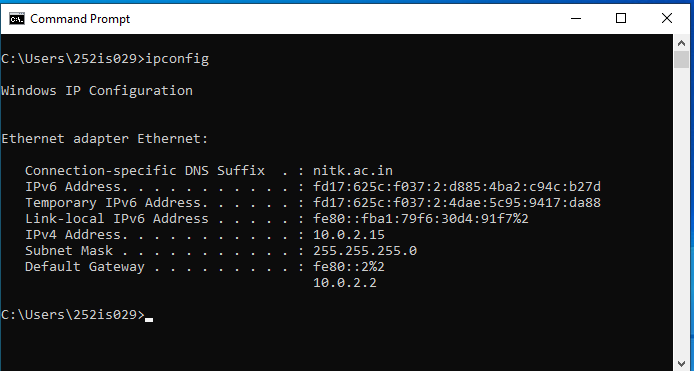 Command Prompt
C:\Users\252is029>ipconfig
Windows IP Configuration
Ethernet adapter Ethernet:
Connection-specific DNS Suffix  . : nitk.ac.in
IPv6 Address. . . . . . . . . . . : fd17:625c:f037:2:d885:4ba2:c94c:b27d
Temporary IPv6 Address. . . . . . : fd17:625c:f037:2:4dae:5c95:9417:da88
Link-local IPv6 Address . . . . . : fe80::fba1:79f6:30d4:91f7%2
IPv4 Address. . . . . . . . . . . : 10.0.2.15
Subnet Mask . . . . . . . . . . . : 255.255.255.0
Default Gateway . . . . . . . . . : fe80::2%2
10.0.2.2
C:\Users\252is029>